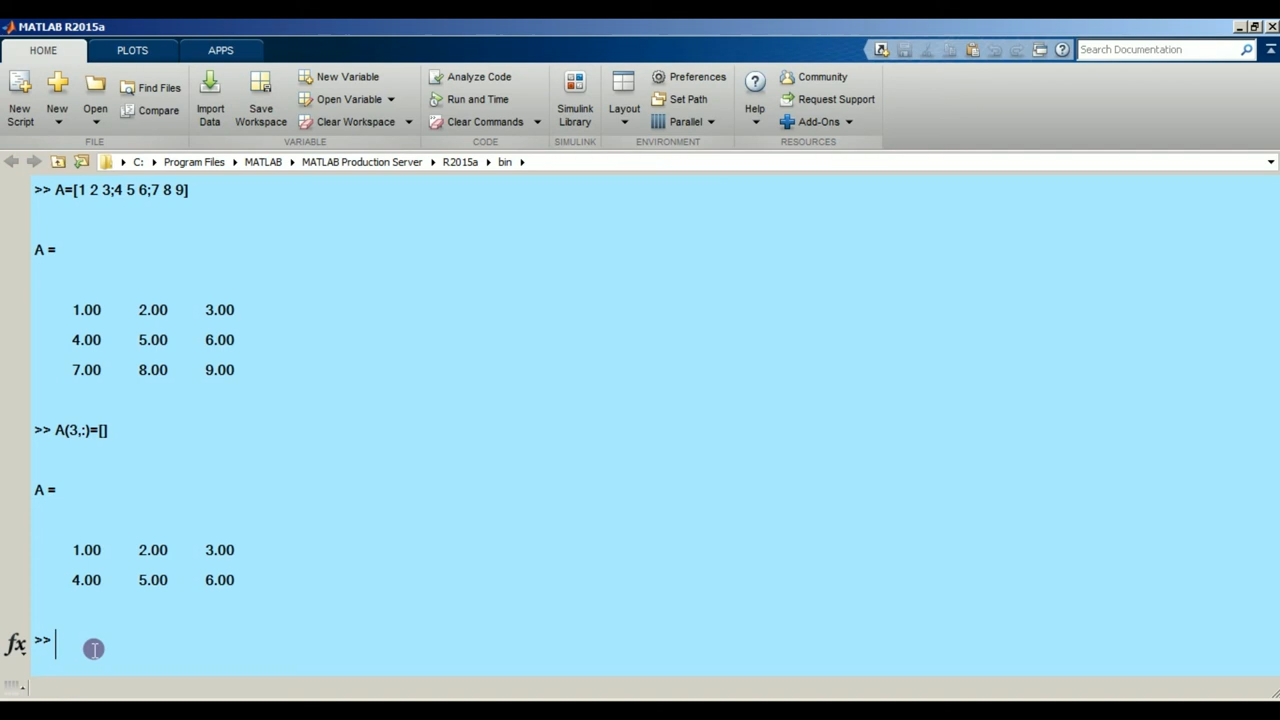 MATLAB R2015a
HOME PLOTS APPS Search Documentation
New Script New Open Find Files Compare Import Data Save Workspace New Variable Open Variable Clear Workspace Analyze Code Run and Time Clear Commands Simulink Library Layout Preferences Set Path Parallel Help Community Request Support Add-Ons
FILE VARIABLE CODE SIMULINK ENVIRONMENT RESOURCES
C: Program Files MATLAB MATLAB Production Server R2015a bin
>> A=[1 2 3;4 5 6;7 8 9]
A =
1.00 2.00 3.00
4.00 5.00 6.00
7.00 8.00 9.00
>> A(3,:)=[]
A =
1.00 2.00 3.00
4.00 5.00 6.00
fx >>